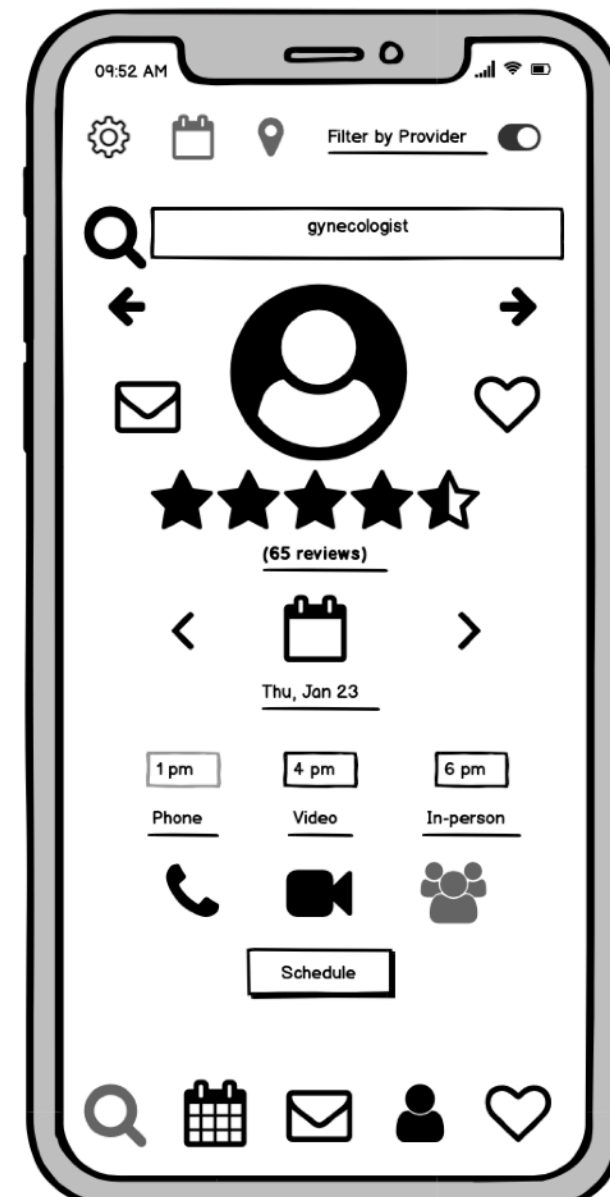 09:52 AM
Filter by Provider
gynecologist
(65 reviews)
Thu, Jan 23
1 pm 4 pm 6 pm
Phone Video In-person
Schedule